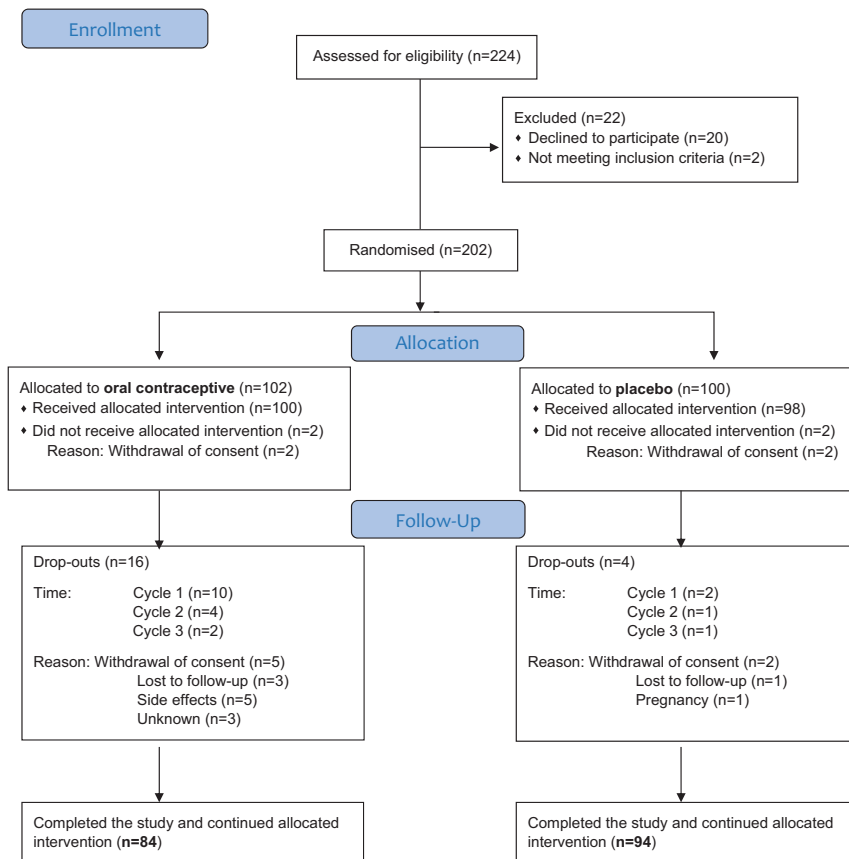 Enrollment
Assessed for eligibility (n=224)
Excluded (n=22)
♦ Declined to participate (n=20)
♦ Not meeting inclusion criteria (n=2)
Randomised (n=202)
Allocation
Allocated to oral contraceptive (n=102)
♦ Received allocated intervention (n=100)
♦ Did not receive allocated intervention (n=2)
Reason: Withdrawal of consent (n=2)
Allocated to placebo (n=100)
♦ Received allocated intervention (n=98)
♦ Did not receive allocated intervention (n=2)
Reason: Withdrawal of consent (n=2)
Follow-Up
Drop-outs (n=16)
Time: Cycle 1 (n=10)
Cycle 2 (n=4)
Cycle 3 (n=2)
Reason: Withdrawal of consent (n=5)
Lost to follow-up (n=3)
Side effects (n=5)
Unknown (n=3)
Drop-outs (n=4)
Time: Cycle 1 (n=2)
Cycle 2 (n=1)
Cycle 3 (n=1)
Reason: Withdrawal of consent (n=2)
Lost to follow-up (n=1)
Pregnancy (n=1)
Completed the study and continued allocated
intervention (n=84)
Completed the study and continued allocated
intervention (n=94)